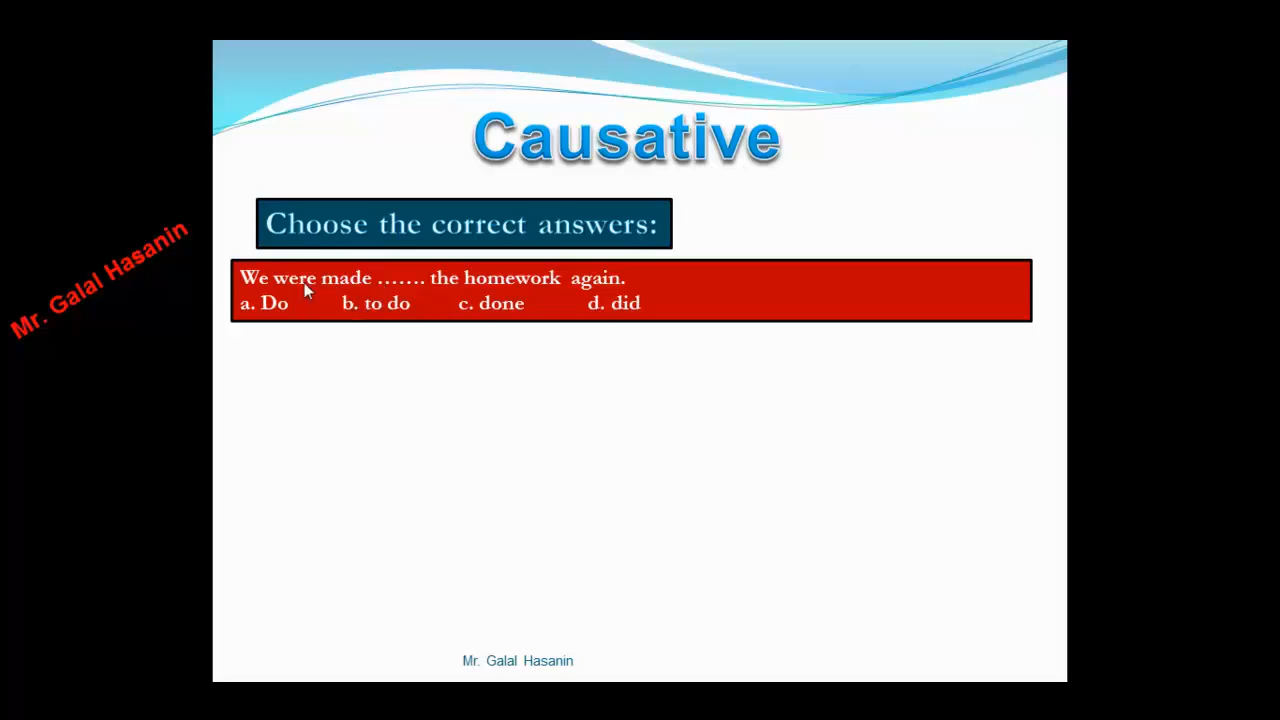 Causative
Choose the correct answers:
Mr. Galal Hasanin
We were made ……. the homework again.
a. Do b. to do c. done d. did
Mr. Galal Hasanin